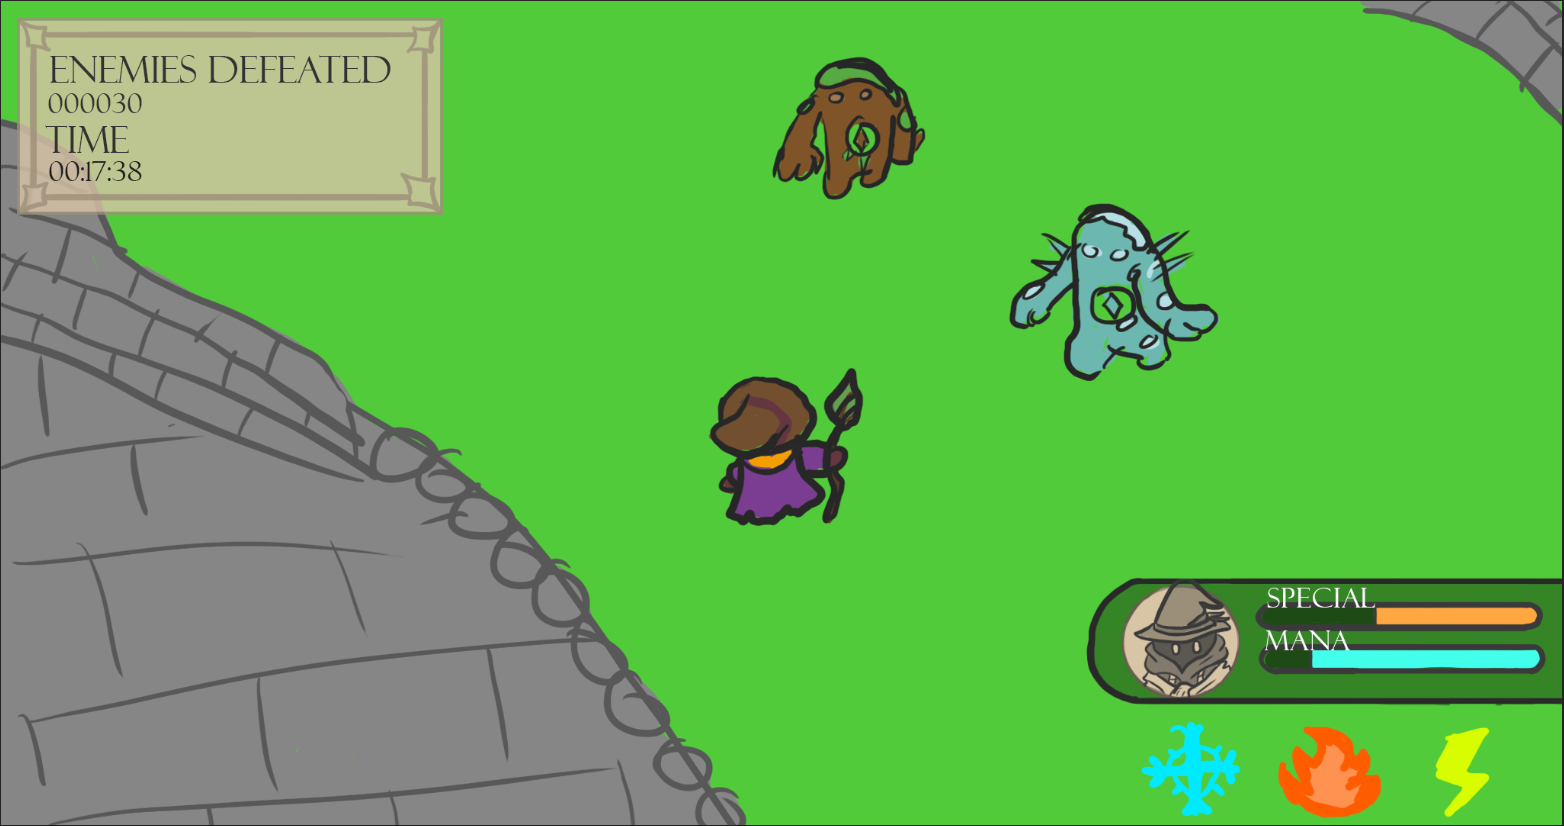 ENEMIES DEFEATED
000030
TIME
00:17:38
SPECIAL
MANA